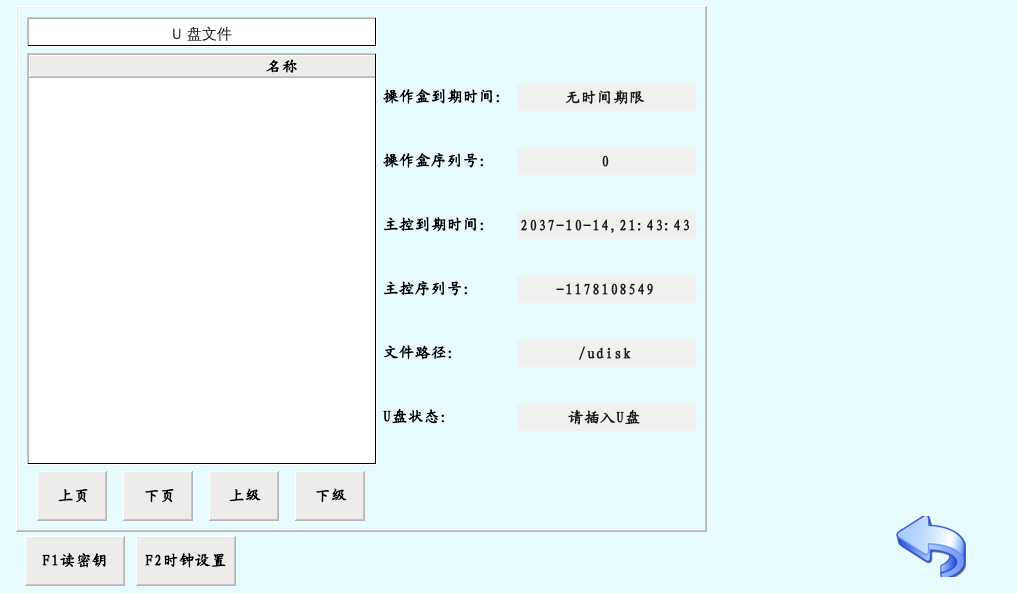 U 盘文件
名称
操作盒到期时间: 无时间期限
操作盒序列号: 0
主控到期时间: 2037-10-14,21:43:43
主控序列号: -1178108549
文件路径: /udisk
U盘状态: 请插入U盘
上页 下页 上级 下级
F1读密钥 F2时钟设置